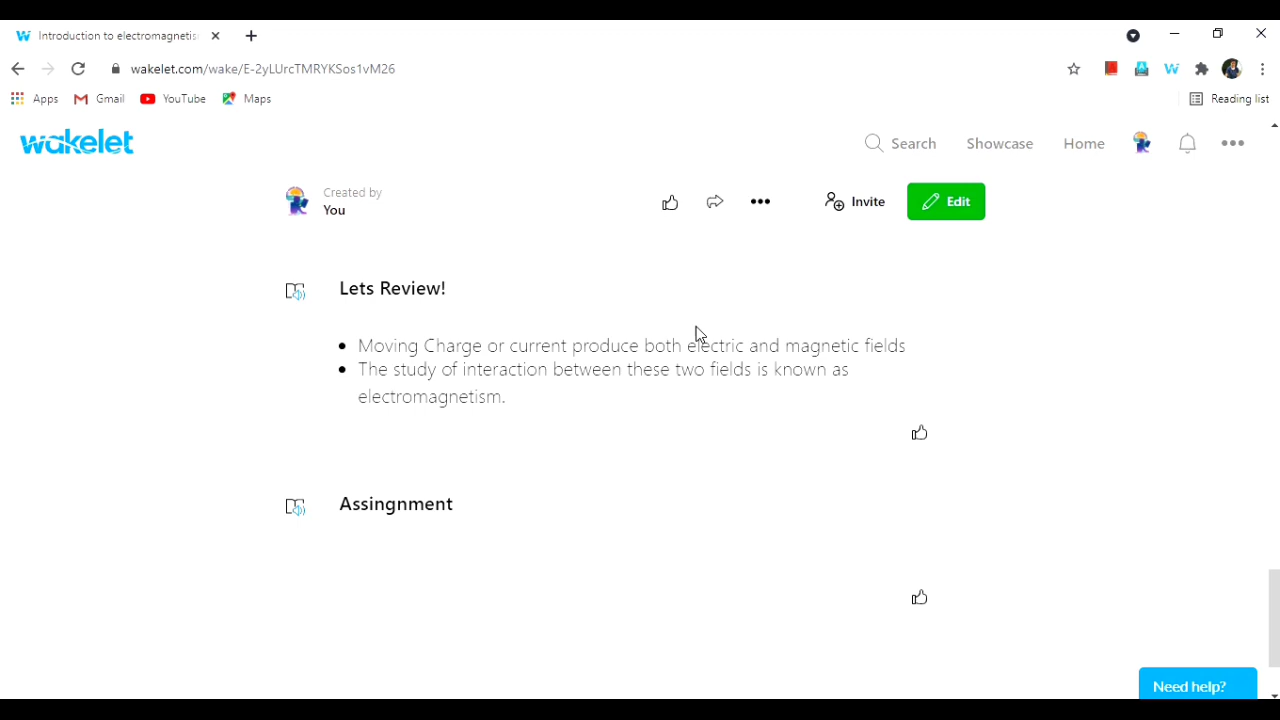 Introduction to electromagnetis
wakelet.com/wake/E-2yLUrcTMRYKSos1vM26
Apps Gmail YouTube Maps Reading list
wakelet Search Showcase Home
Created by
You
Invite Edit
Lets Review!
Moving Charge or current produce both electric and magnetic fields
The study of interaction between these two fields is known as
electromagnetism.
Assingnment
Need help?